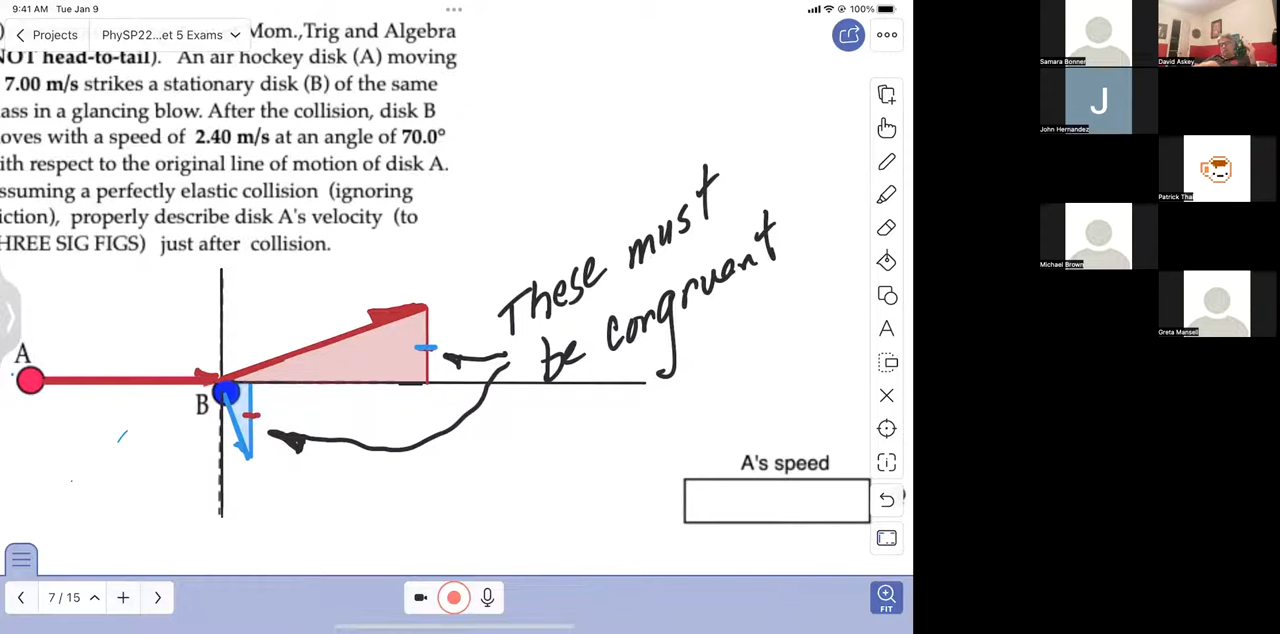 9:41 AM Tue Jan 9
100%
Projects
PhySP22...et 5 Exams
Mom.,Trig and Algebra
NOT head-to-tail). An air hockey disk (A) moving
7.00 m/s strikes a stationary disk (B) of the same
ass in a glancing blow. After the collision, disk B
oves with a speed of 2.40 m/s at an angle of 70.0°
ith respect to the original line of motion of disk A.
ssuming a perfectly elastic collision (ignoring
iction), properly describe disk A's velocity (to
HREE SIG FIGS) just after collision.
These must
be congruent
A
B
A's speed
7 / 15
FIT
A
Samara Bonner
David Askey
J
John Hernandez
Patrick Thai
Michael Brown
Greta Mansell